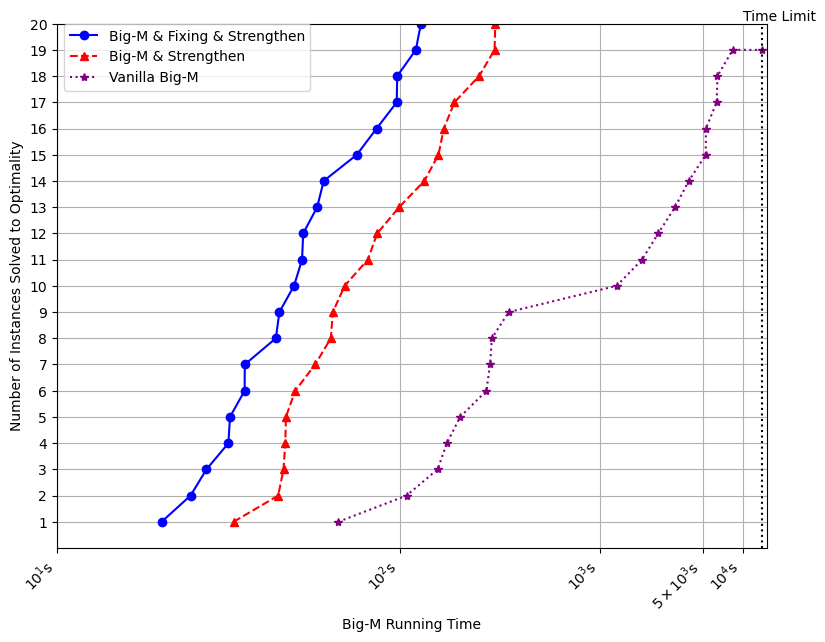 Time Limit
Big-M & Fixing & Strengthen
Big-M & Strengthen
Vanilla Big-M
Number of Instances Solved to Optimality
20
19
18
17
16
15
14
13
12
11
10
9
8
7
6
5
4
3
2
1
10¹s
10²s
10³s
5 × 10³s
10⁴s
Big-M Running Time